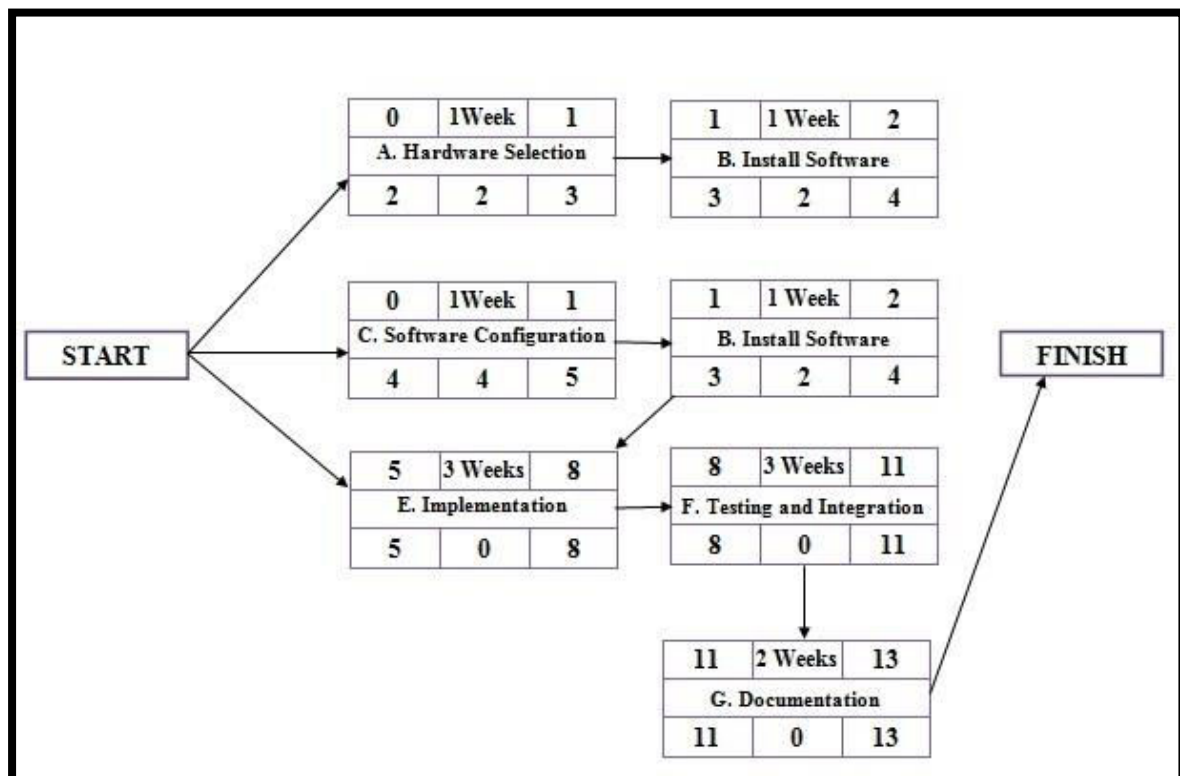 0 1Week 1
A. Hardware Selection
2 2 3
1 1 Week 2
B. Install Software
3 2 4
START
0 1Week 1
C. Software Configuration
4 4 5
1 1 Week 2
B. Install Software
3 2 4
FINISH
5 3 Weeks 8
E. Implementation
5 0 8
8 3 Weeks 11
F. Testing and Integration
8 0 11
11 2 Weeks 13
G. Documentation
11 0 13